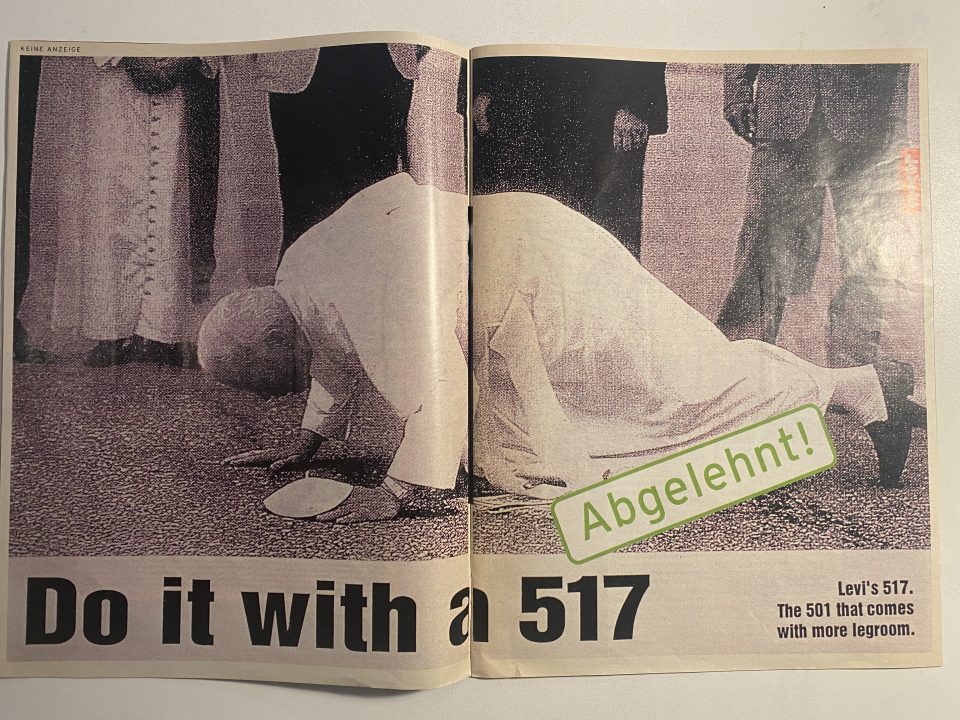 KEINE ANZEIGE
Abgelehnt!
Do it with a 517
Levi's 517.
The 501 that comes
with more legroom.